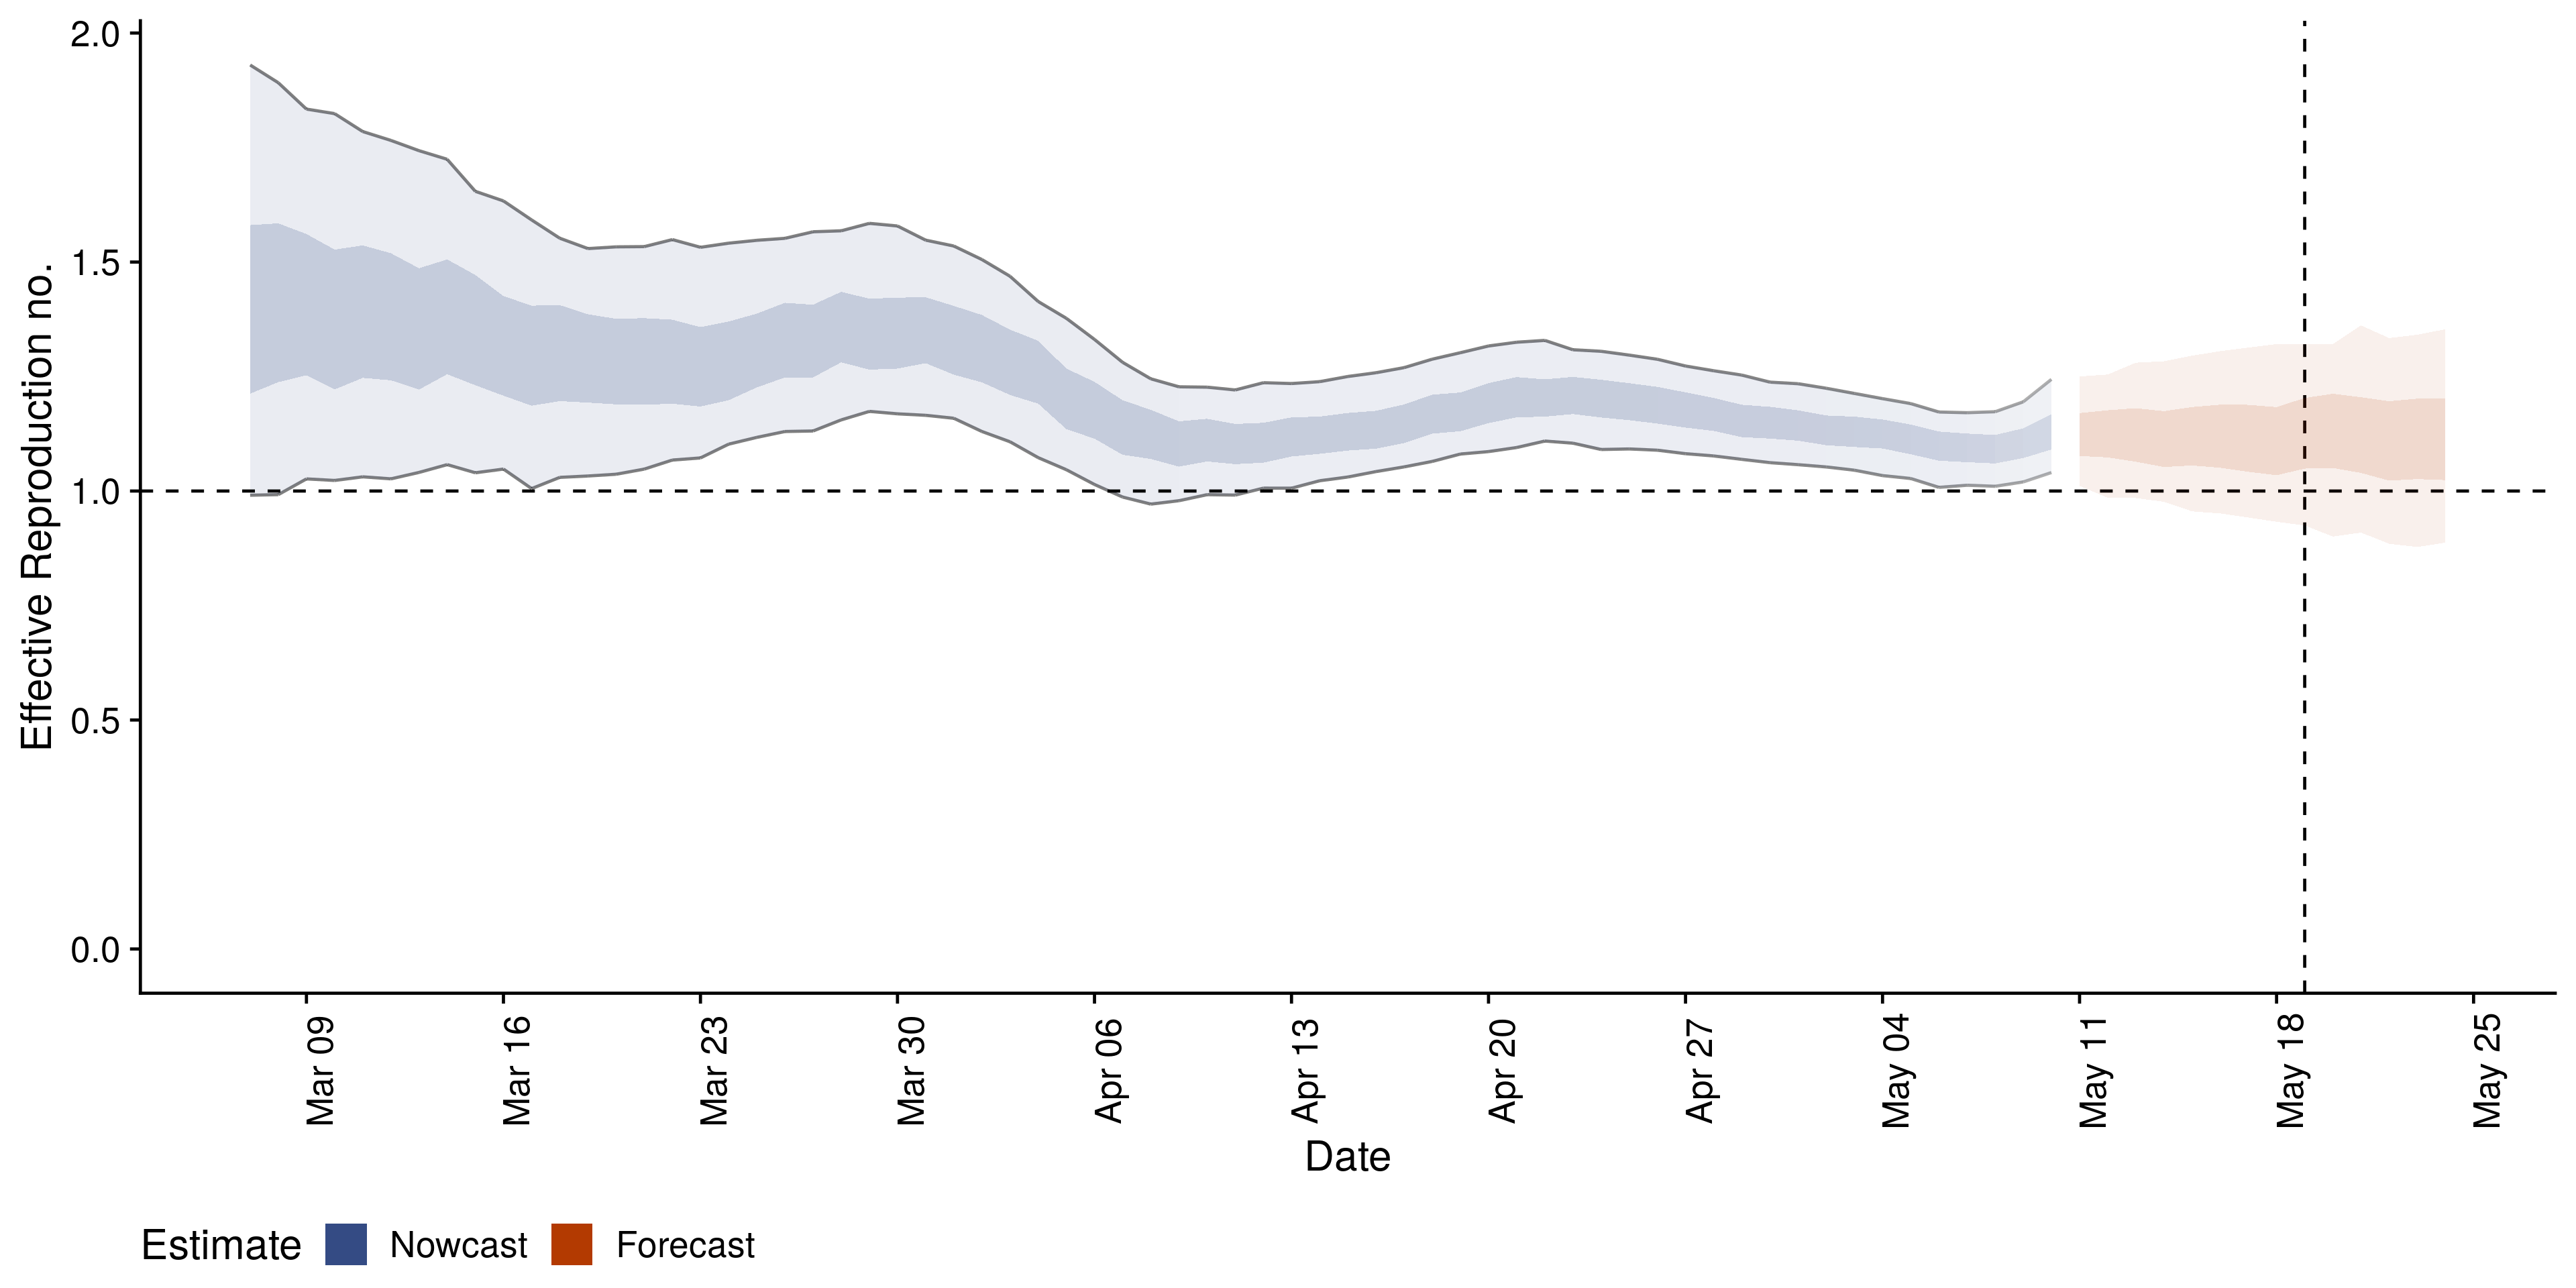 Effective Reproduction no.
2.0
1.5
1.0
0.5
0.0
Mar 09
Mar 16
Mar 23
Mar 30
Apr 06
Apr 13
Apr 20
Apr 27
May 04
May 11
May 18
May 25
Date
Estimate Nowcast Forecast